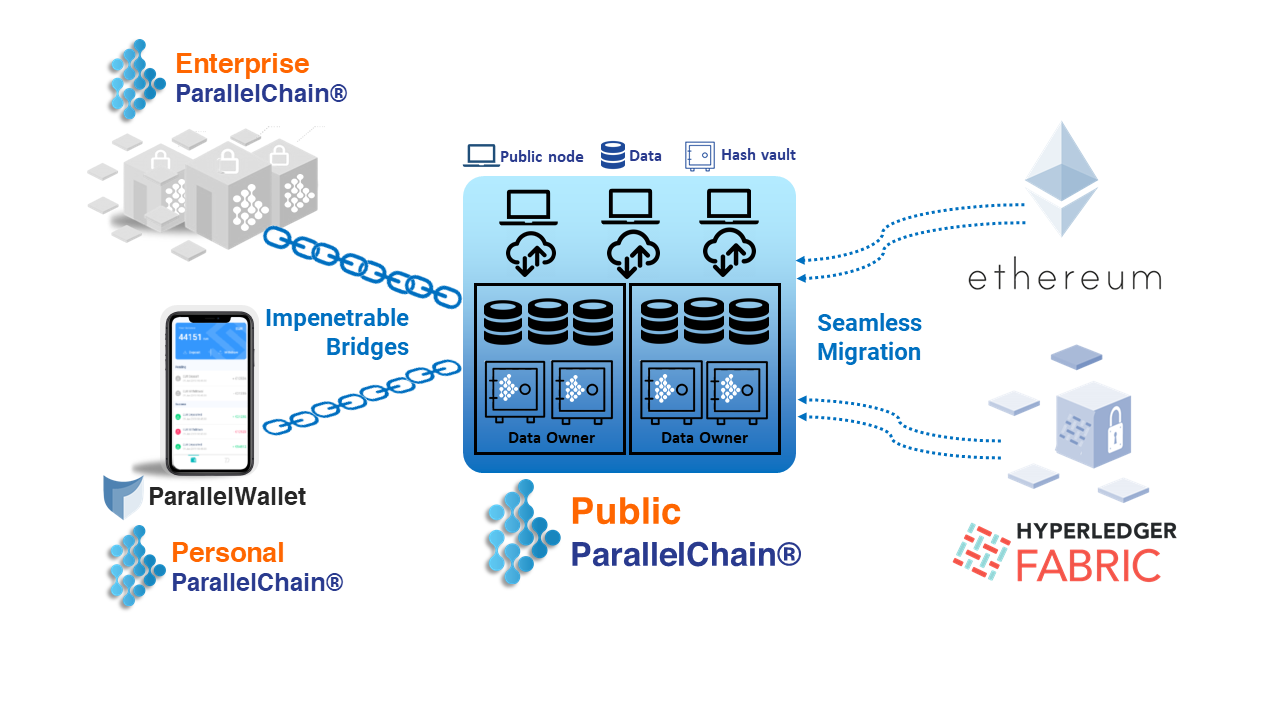 Enterprise
ParallelChain®
Public node
Data
Hash vault
ethereum
Impenetrable
Bridges
44151
Seamless
Migration
Data Owner
Data Owner
ParallelWallet
Personal
ParallelChain®
Public
ParallelChain®
HYPERLEDGER
FABRIC